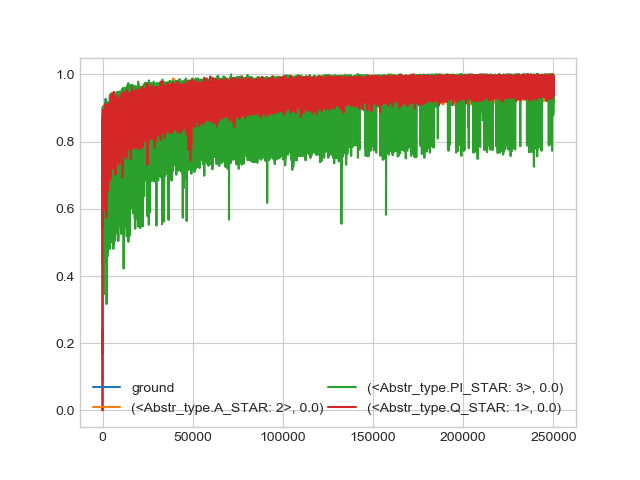 1.0
0.8
0.6
0.4
0.2
0.0
ground
(<Abstr_type.A_STAR: 2>, 0.0)
(<Abstr_type.PI_STAR: 3>, 0.0)
(<Abstr_type.Q_STAR: 1>, 0.0)
0 50000 100000 150000 200000 250000